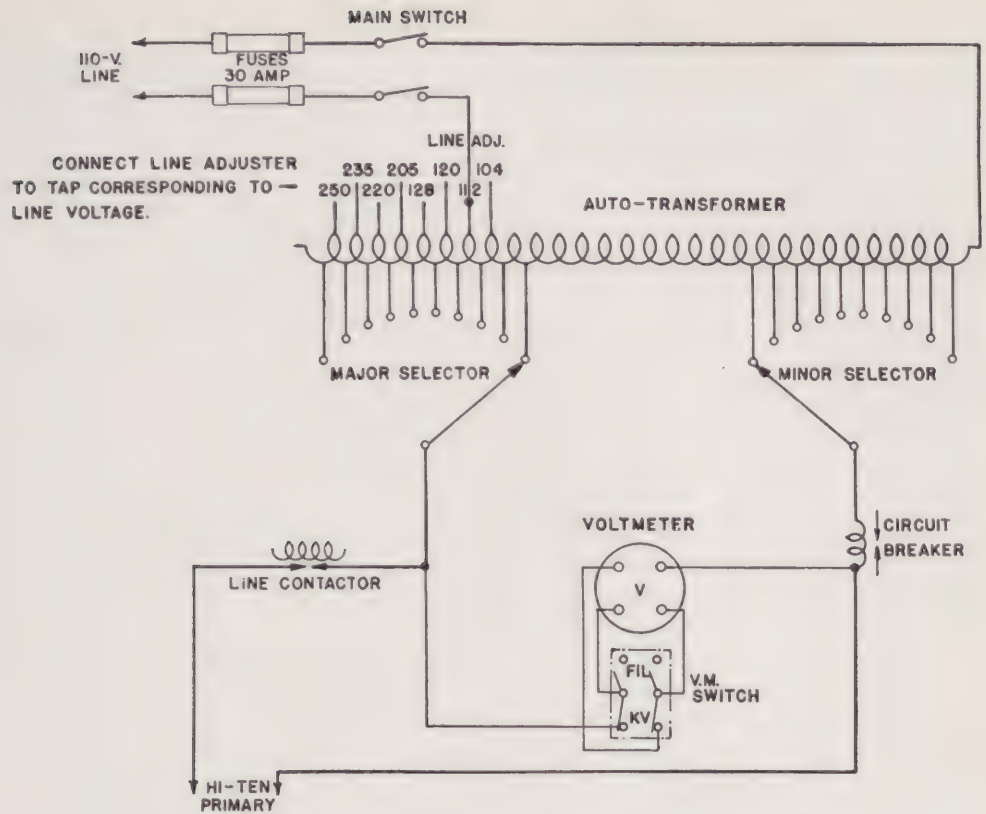 MAIN SWITCH
110-V.
LINE
FUSES
30 AMP
LINE ADJ.
CONNECT LINE ADJUSTER
TO TAP CORRESPONDING TO —
LINE VOLTAGE.
235 205 120 104
250 220 128 112
AUTO-TRANSFORMER
MAJOR SELECTOR
MINOR SELECTOR
VOLTMETER
CIRCUIT
BREAKER
LINE CONTACTOR
V
FIL
KV
V.M.
SWITCH
HI-TEN
PRIMARY